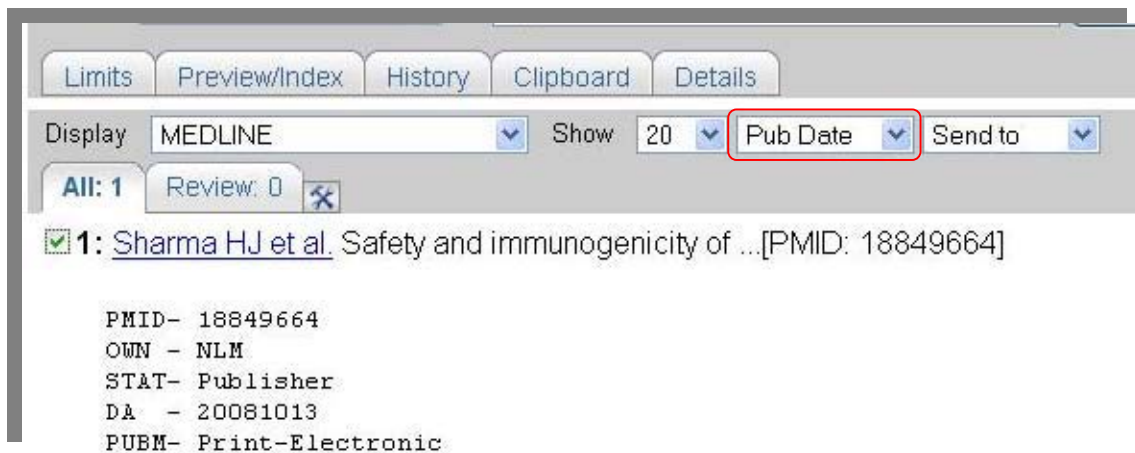 Limits Preview/Index History Clipboard Details
Display MEDLINE Show 20 Pub Date Send to
All: 1 Review: 0
1: Sharma HJ et al. Safety and immunogenicity of ...[PMID: 18849664]
PMID- 18849664
OWN - NLM
STAT- Publisher
DA - 20081013
PUBM- Print-Electronic